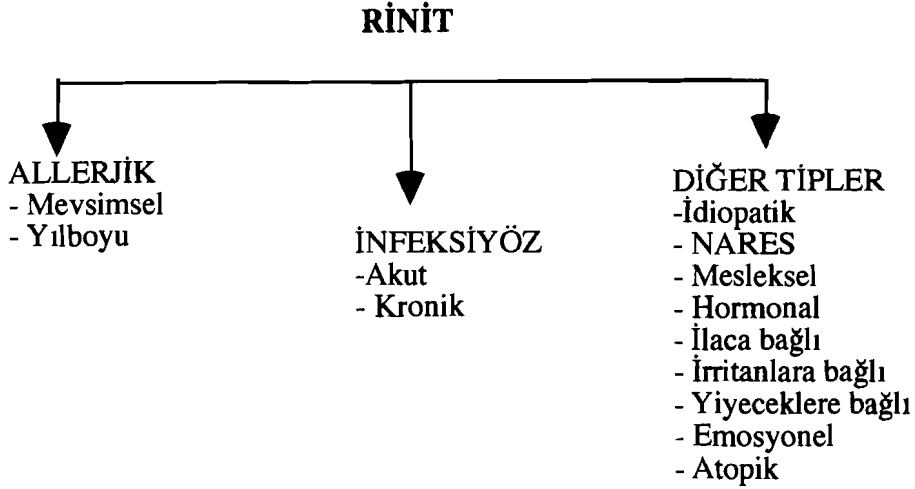 RİNİT
ALLERJİK
- Mevsimsel
- Yılboyu
İNFEKSİYÖZ
-Akut
- Kronik
DİĞER TİPLER
-İdiopatik
- NARES
- Mesleksel
- Hormonal
- İlaca bağlı
- İrritanlara bağlı
- Yiyeceklere bağlı
- Emosyonel
- Atopik